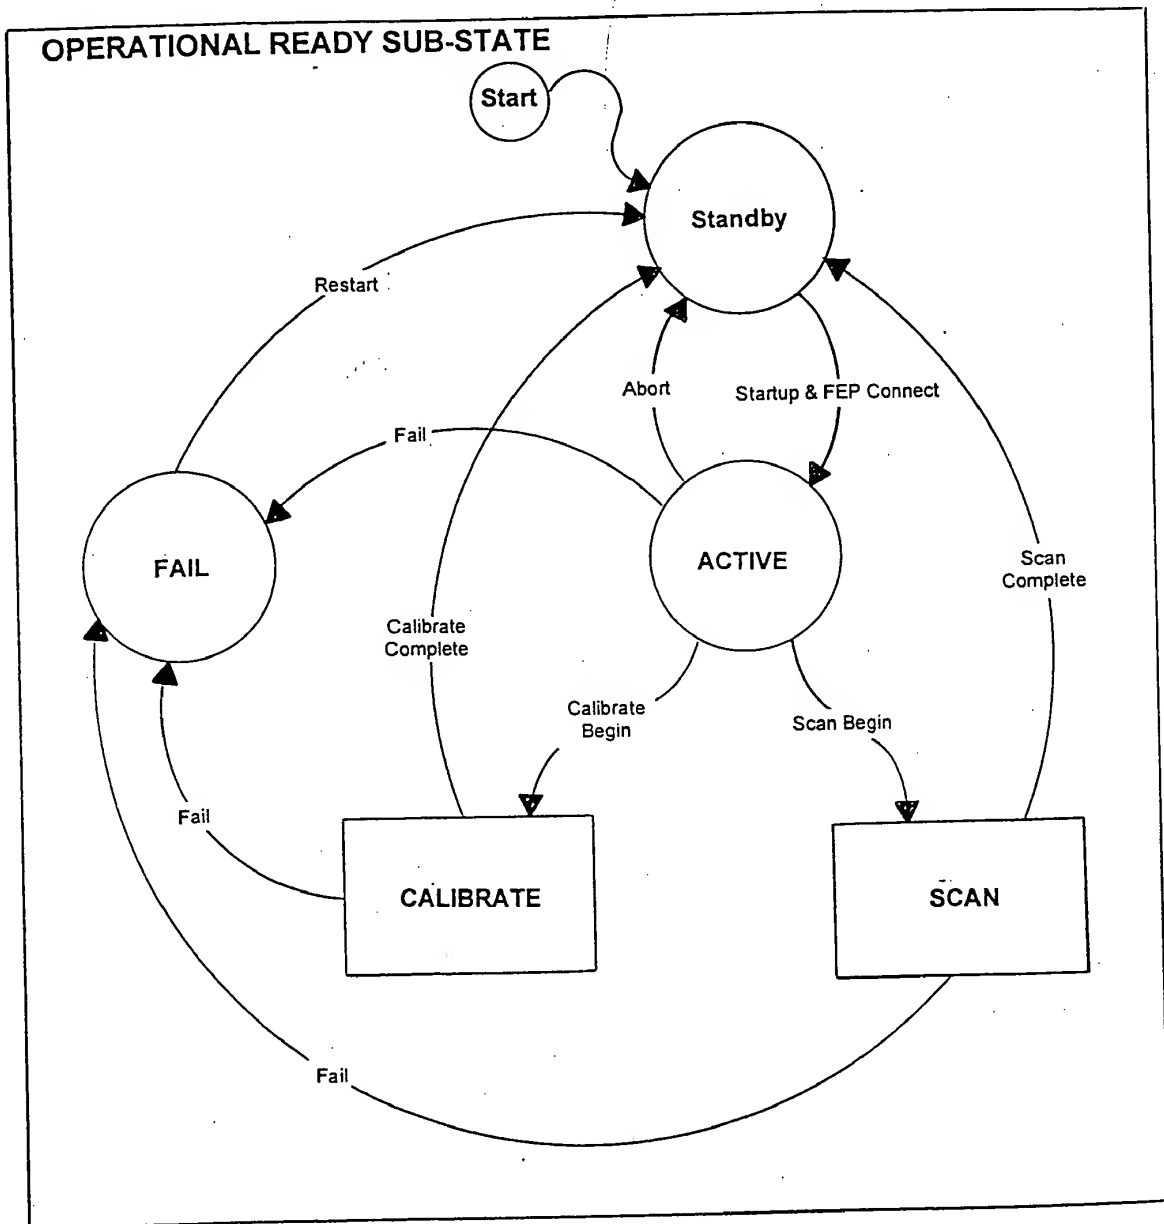 OPERATIONAL READY SUB-STATE
Start
Standby
Restart
Abort
Startup & FEP Connect
Fail
FAIL
ACTIVE
Scan
Complete
Calibrate
Complete
Calibrate
Begin
Scan Begin
Fail
CALIBRATE
SCAN
Fail